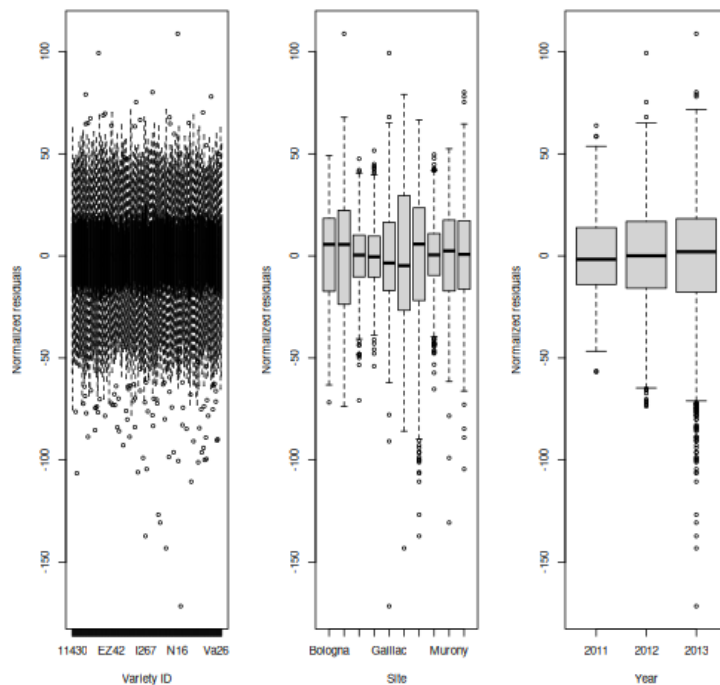 Normalized residuals
100
50
0
-50
-100
-150
11430 EZ42 I267 N16 Va26
Variety ID
Normalized residuals
100
50
0
-50
-100
-150
Bologna Gaillac Murony
Site
Normalized residuals
100
50
0
-50
-100
-150
2011 2012 2013
Year